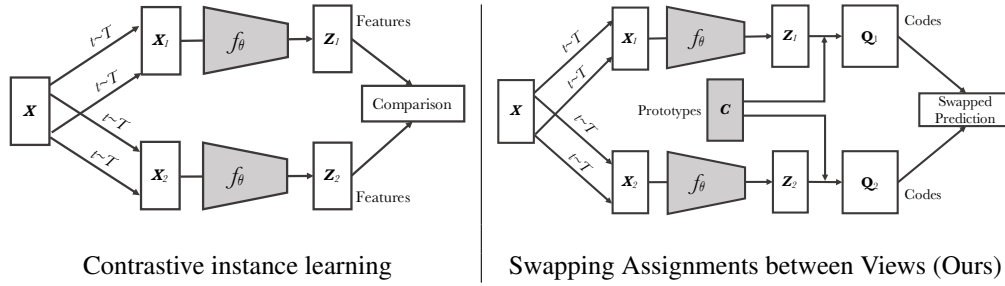 X
t~T
t~T
t~T
t~T
X1
X2
fθ
fθ
Z1
Z2
Features
Features
Comparison
Contrastive instance learning
X
t~T
t~T
t~T
t~T
X1
X2
fθ
fθ
Prototypes
C
Z1
Z2
Q1
Q2
Codes
Codes
Swapped
Prediction
Swapping Assignments between Views (Ours)